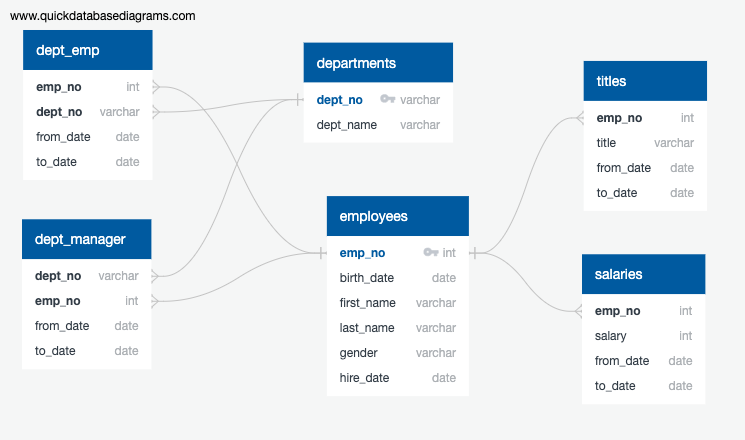 www.quickdatabasediagrams.com
dept_emp
emp_no int
dept_no varchar
from_date date
to_date date
departments
dept_no varchar
dept_name varchar
titles
emp_no int
title varchar
from_date date
to_date date
dept_manager
dept_no varchar
emp_no int
from_date date
to_date date
employees
emp_no int
birth_date date
first_name varchar
last_name varchar
gender varchar
hire_date date
salaries
emp_no int
salary int
from_date date
to_date date